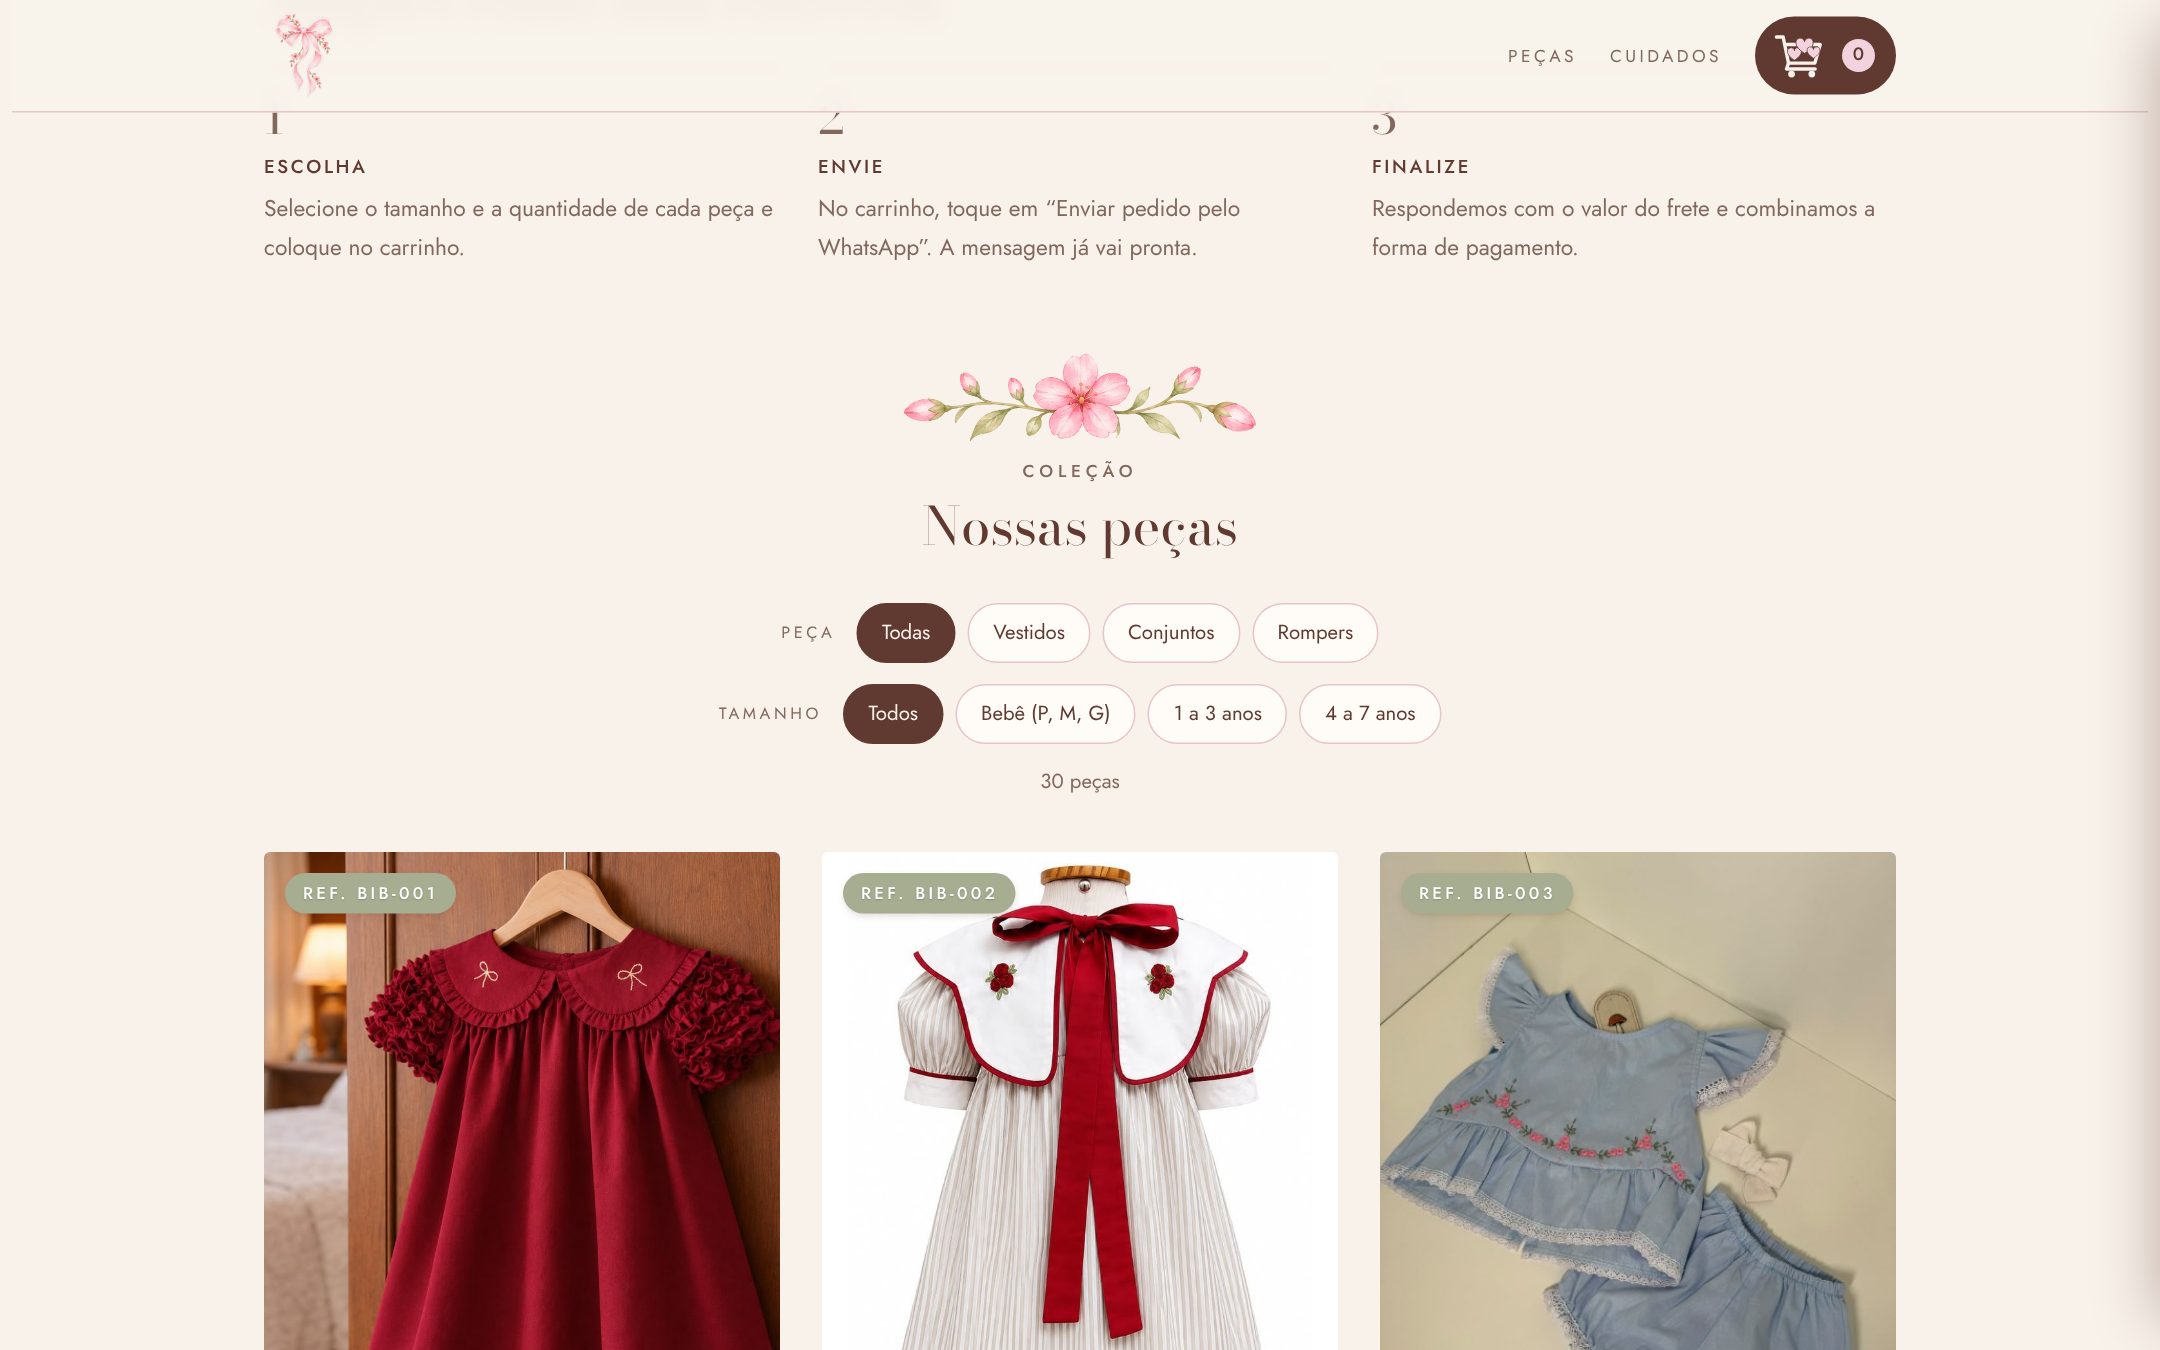 PEÇAS
CUIDADOS
0
1
2
3
ESCOLHA
Selecione o tamanho e a quantidade de cada peça e
coloque no carrinho.
ENVIE
No carrinho, toque em “Enviar pedido pelo
WhatsApp”. A mensagem já vai pronta.
FINALIZE
Respondemos com o valor do frete e combinamos a
forma de pagamento.
COLEÇÃO
Nossas peças
PEÇA
Todas
Vestidos
Conjuntos
Rompers
TAMANHO
Todos
Bebê (P, M, G)
1 a 3 anos
4 a 7 anos
30 peças
REF. BIB-001
REF. BIB-002
REF. BIB-003